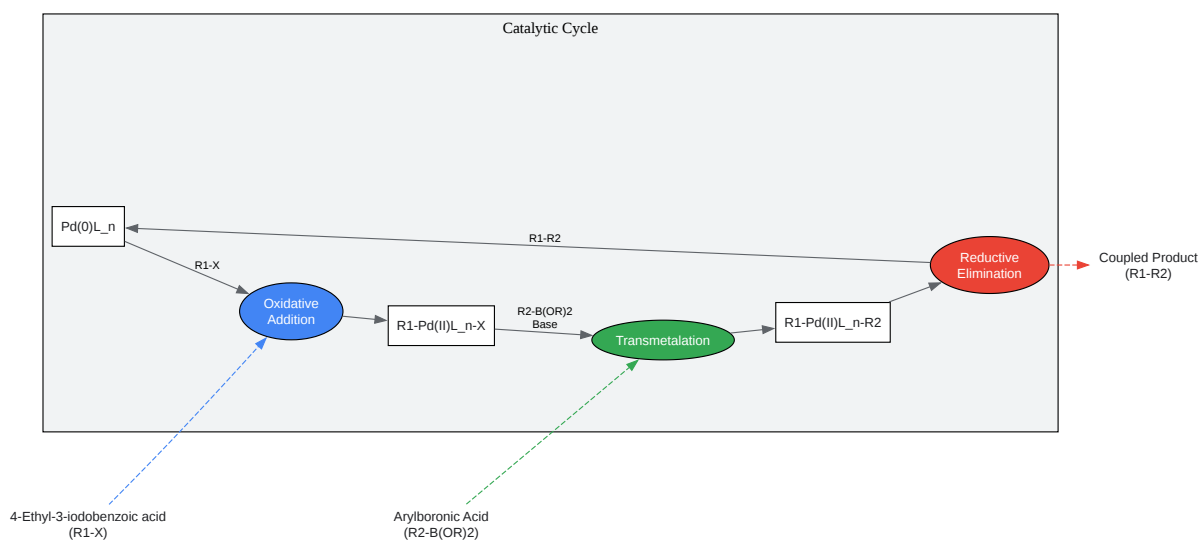 Catalytic Cycle
Pd(0)L_n
R1-X
Oxidative
Addition
R1-Pd(II)L_n-X
R2-B(OR)2
Base
Transmetalation
R1-Pd(II)L_n-R2
R1-R2
Reductive
Elimination
Coupled Product
(R1-R2)
4-Ethyl-3-iodobenzoic acid
(R1-X)
Arylboronic Acid
(R2-B(OR)2)